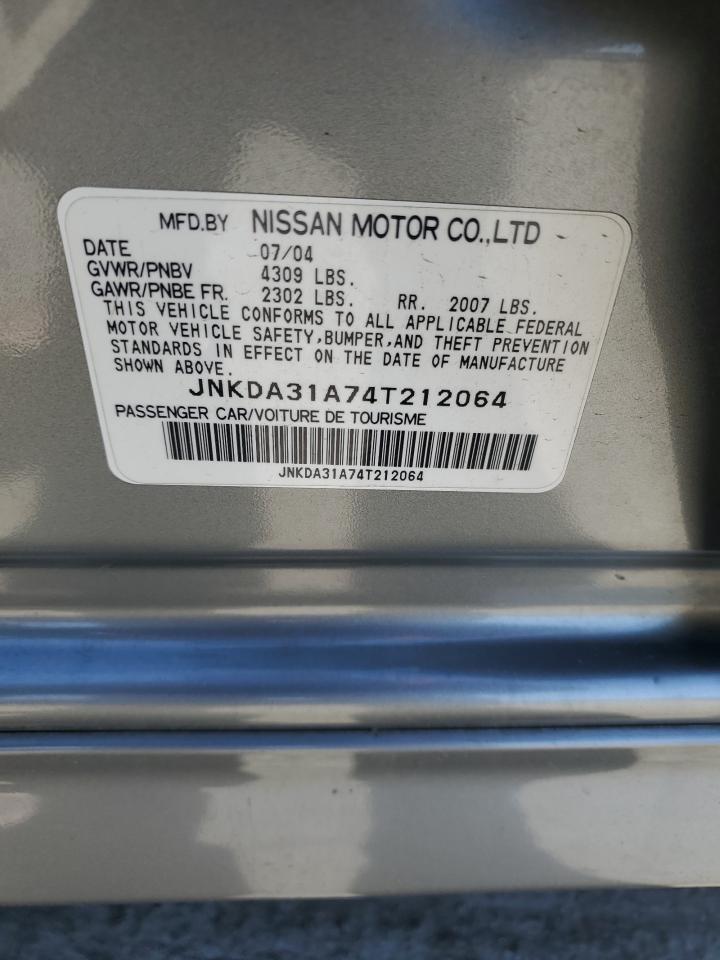 MFD.BY NISSAN MOTOR CO.,LTD
DATE 07/04
GVWR/PNBV 4309 LBS.
GAWR/PNBE FR. 2302 LBS. RR. 2007 LBS.
THIS VEHICLE CONFORMS TO ALL APPLICABLE FEDERAL
MOTOR VEHICLE SAFETY,BUMPER,AND THEFT PREVENTION
STANDARDS IN EFFECT ON THE DATE OF MANUFACTURE
SHOWN ABOVE.
JNKDA31A74T212064
PASSENGER CAR/VOITURE DE TOURISME
JNKDA31A74T212064